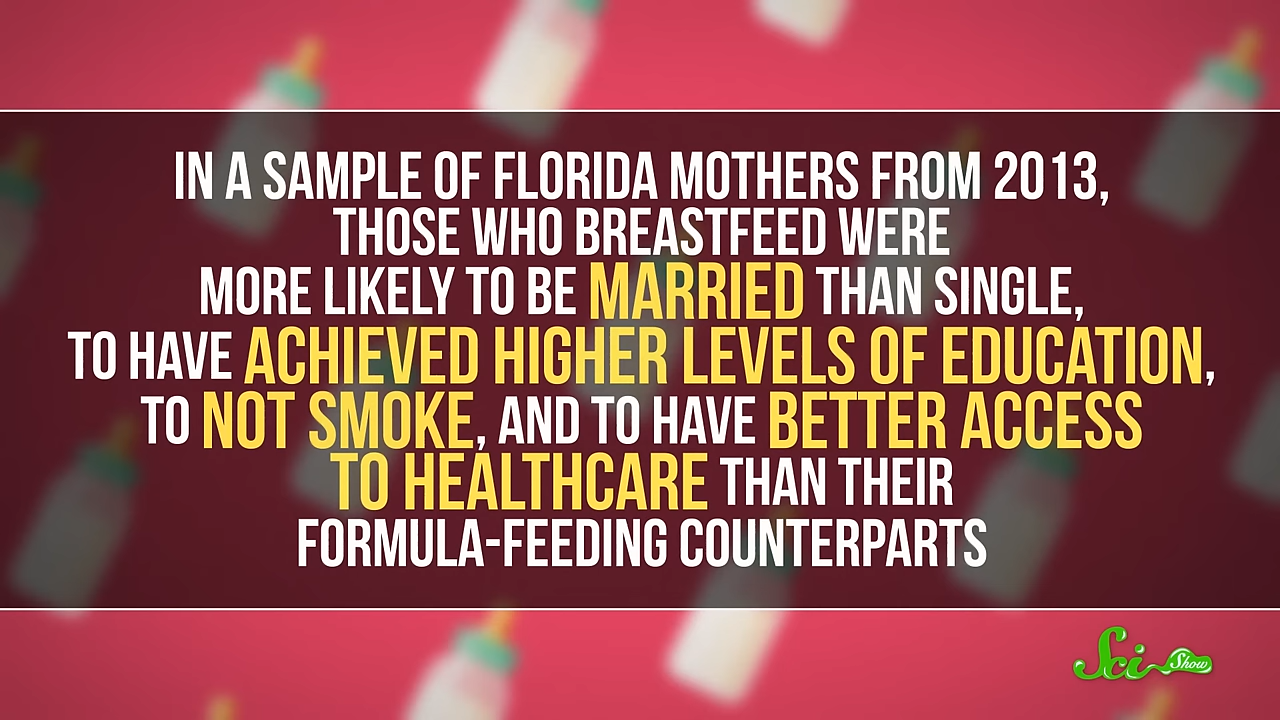 IN A SAMPLE OF FLORIDA MOTHERS FROM 2013,
THOSE WHO BREASTFEED WERE
MORE LIKELY TO BE MARRIED THAN SINGLE,
TO HAVE ACHIEVED HIGHER LEVELS OF EDUCATION,
TO NOT SMOKE, AND TO HAVE BETTER ACCESS
TO HEALTHCARE THAN THEIR
FORMULA-FEEDING COUNTERPARTS
Sci Show